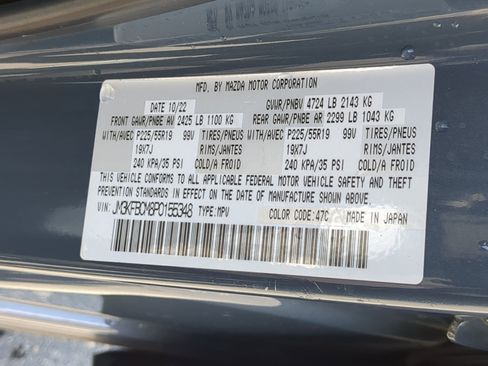 MFD. BY MAZDA MOTOR CORPORATION
DATE 10/22 GVWR/PNBV 4724 LB 2143 KG
FRONT GAWR/PNBE AV 2425 LB 1100 KG REAR GAWR/PNBE AR 2299 LB 1043 KG
WITH/AVEC P225/55R19 99V TIRES/PNEUS WITH/AVEC P225/55R19 99V TIRES/PNEUS
19X7J RIMS/JANTES 19X7J RIMS/JANTES
240 KPA/35 PSI COLD/A FROID 240 KPA/35 PSI COLD/A FROID
THIS VEHICLE CONFORMS TO ALL APPLICABLE FEDERAL MOTOR VEHICLE SAFETY AND THEFT
PREVENTION STANDARDS IN EFFECT ON THE DATE OF MANUFACTURE SHOWN ABOVE.
VIN: JM3KFBCM8P0155348 TYPE: MPV COLOR CODE: 47C MADE IN JAPAN